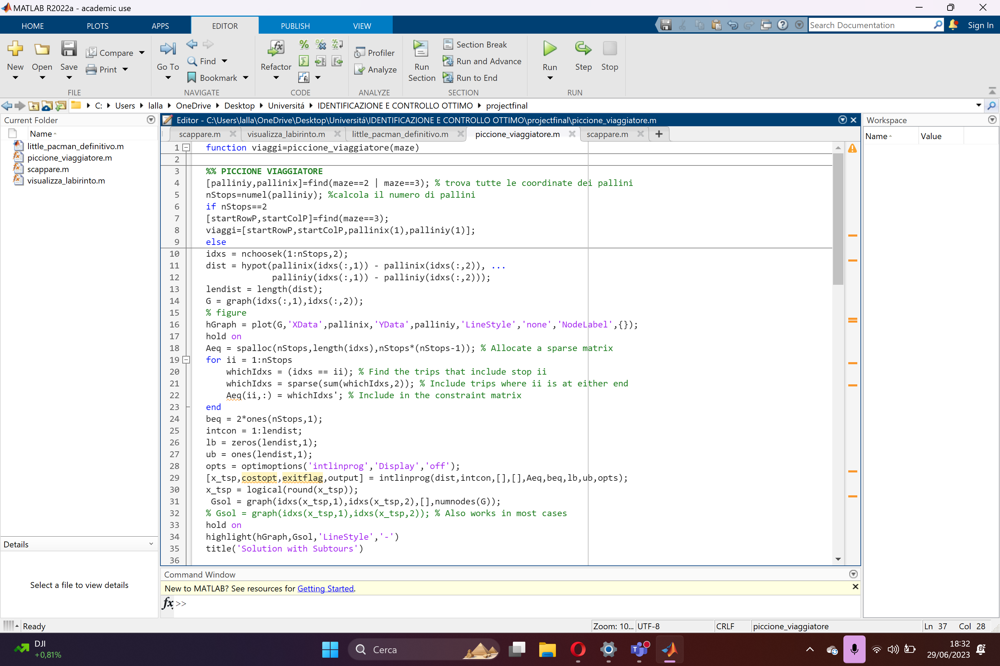 MATLAB R2022a - academic use
HOME PLOTS APPS EDITOR PUBLISH VIEW Search Documentation Sign In
New Open Save Compare Print Go To Find Bookmark Refactor Profiler Analyze Run Section Section Break Run and Advance Run to End Run Step Stop
FILE NAVIGATE CODE ANALYZE SECTION RUN
C: Users lalla OneDrive Desktop Universitá IDENTIFICAZIONE E CONTROLLO OTTIMO projectfinal
Current Folder
Name
little_pacman_definitivo.m
piccione_viaggiatore.m
scappare.m
visualizza_labirinto.m
Details
Select a file to view details
Editor - C:\Users\lalla\OneDrive\Desktop\Universitá\IDENTIFICAZIONE E CONTROLLO OTTIMO\projectfinal\piccione_viaggiatore.m
scappare.m visualizza_labirinto.m little_pacman_definitivo.m piccione_viaggiatore.m scappare.m
1 function viaggi=piccione_viaggiatore(maze)
2
3 %% PICCIONE VIAGGIATORE
4 [palliniy,pallinix]=find(maze==2 | maze==3); % trova tutte le coordinate dei pallini
5 nStops=numel(palliniy); %calcola il numero di pallini
6 if nStops==2
7 [startRowP,startColP]=find(maze==3);
8 viaggi=[startRowP,startColP,pallinix(1),palliniy(1)];
9 else
10 idxs = nchoosek(1:nStops,2);
11 dist = hypot(pallinix(idxs(:,1)) - pallinix(idxs(:,2)), ...
12 palliniy(idxs(:,1)) - palliniy(idxs(:,2)));
13 lendist = length(dist);
14 G = graph(idxs(:,1),idxs(:,2));
15 % figure
16 hGraph = plot(G,'XData',pallinix,'YData',palliniy,'LineStyle','none','NodeLabel',{});
17 hold on
18 Aeq = spalloc(nStops,length(idxs),nStops*(nStops-1)); % Allocate a sparse matrix
19 for ii = 1:nStops
20 whichIdxs = (idxs == ii); % Find the trips that include stop ii
21 whichIdxs = sparse(sum(whichIdxs,2)); % Include trips where ii is at either end
22 Aeq(ii,:) = whichIdxs'; % Include in the constraint matrix
23 end
24 beq = 2*ones(nStops,1);
25 intcon = 1:lendist;
26 lb = zeros(lendist,1);
27 ub = ones(lendist,1);
28 opts = optimoptions('intlinprog','Display','off');
29 [x_tsp,costopt,exitflag,output] = intlinprog(dist,intcon,[],[],Aeq,beq,lb,ub,opts);
30 x_tsp = logical(round(x_tsp));
31 Gsol = graph(idxs(x_tsp,1),idxs(x_tsp,2),[],numnodes(G));
32 % Gsol = graph(idxs(x_tsp,1),idxs(x_tsp,2)); % Also works in most cases
33 hold on
34 highlight(hGraph,Gsol,'LineStyle','-')
35 title('Solution with Subtours')
36
Command Window
New to MATLAB? See resources for Getting Started.
fx >>
Workspace
Name Value
Ready Zoom: 10... UTF-8 CRLF piccione_viaggiatore Ln 37 Col 28
DJI
+0,81%
Cerca
18:32
29/06/2023